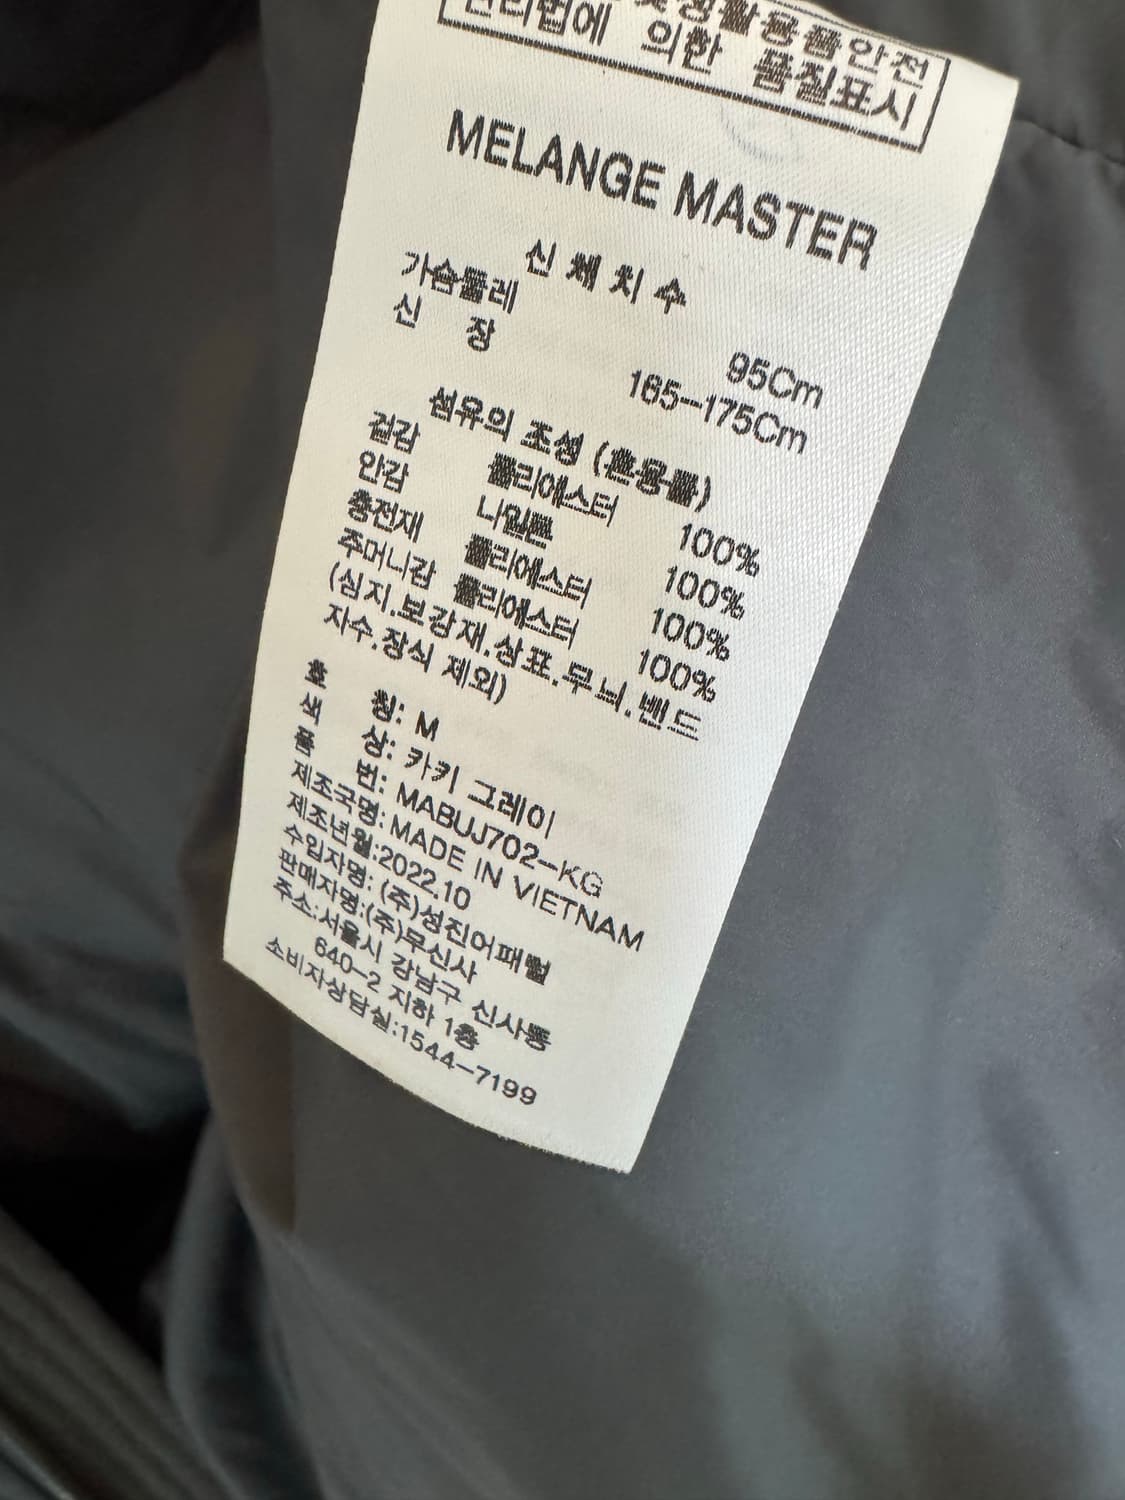 생활용품안전
관리법에 의한 품질표시
MELANGE MASTER
신체치수
가슴둘레 95Cm
신 장 165-175Cm
섬유의 조성 (혼용률)
겉감 폴리에스터 100%
안감 나일론 100%
충전재 폴리에스터 100%
주머니감 폴리에스터 100%
(심지.보강재.상표.무늬.밴드
자수.장식 제외)
호 칭: M
색 상: 카키 그레이
품 번: MABUJ702-KG
제조국명: MADE IN VIETNAM
제조년월:2022.10
수입자명: (주)성진어패럴
판매자명:(주)무신사
주소:서울시 강남구 신사동
640-2 지하 1층
소비자상담실:1544-7199